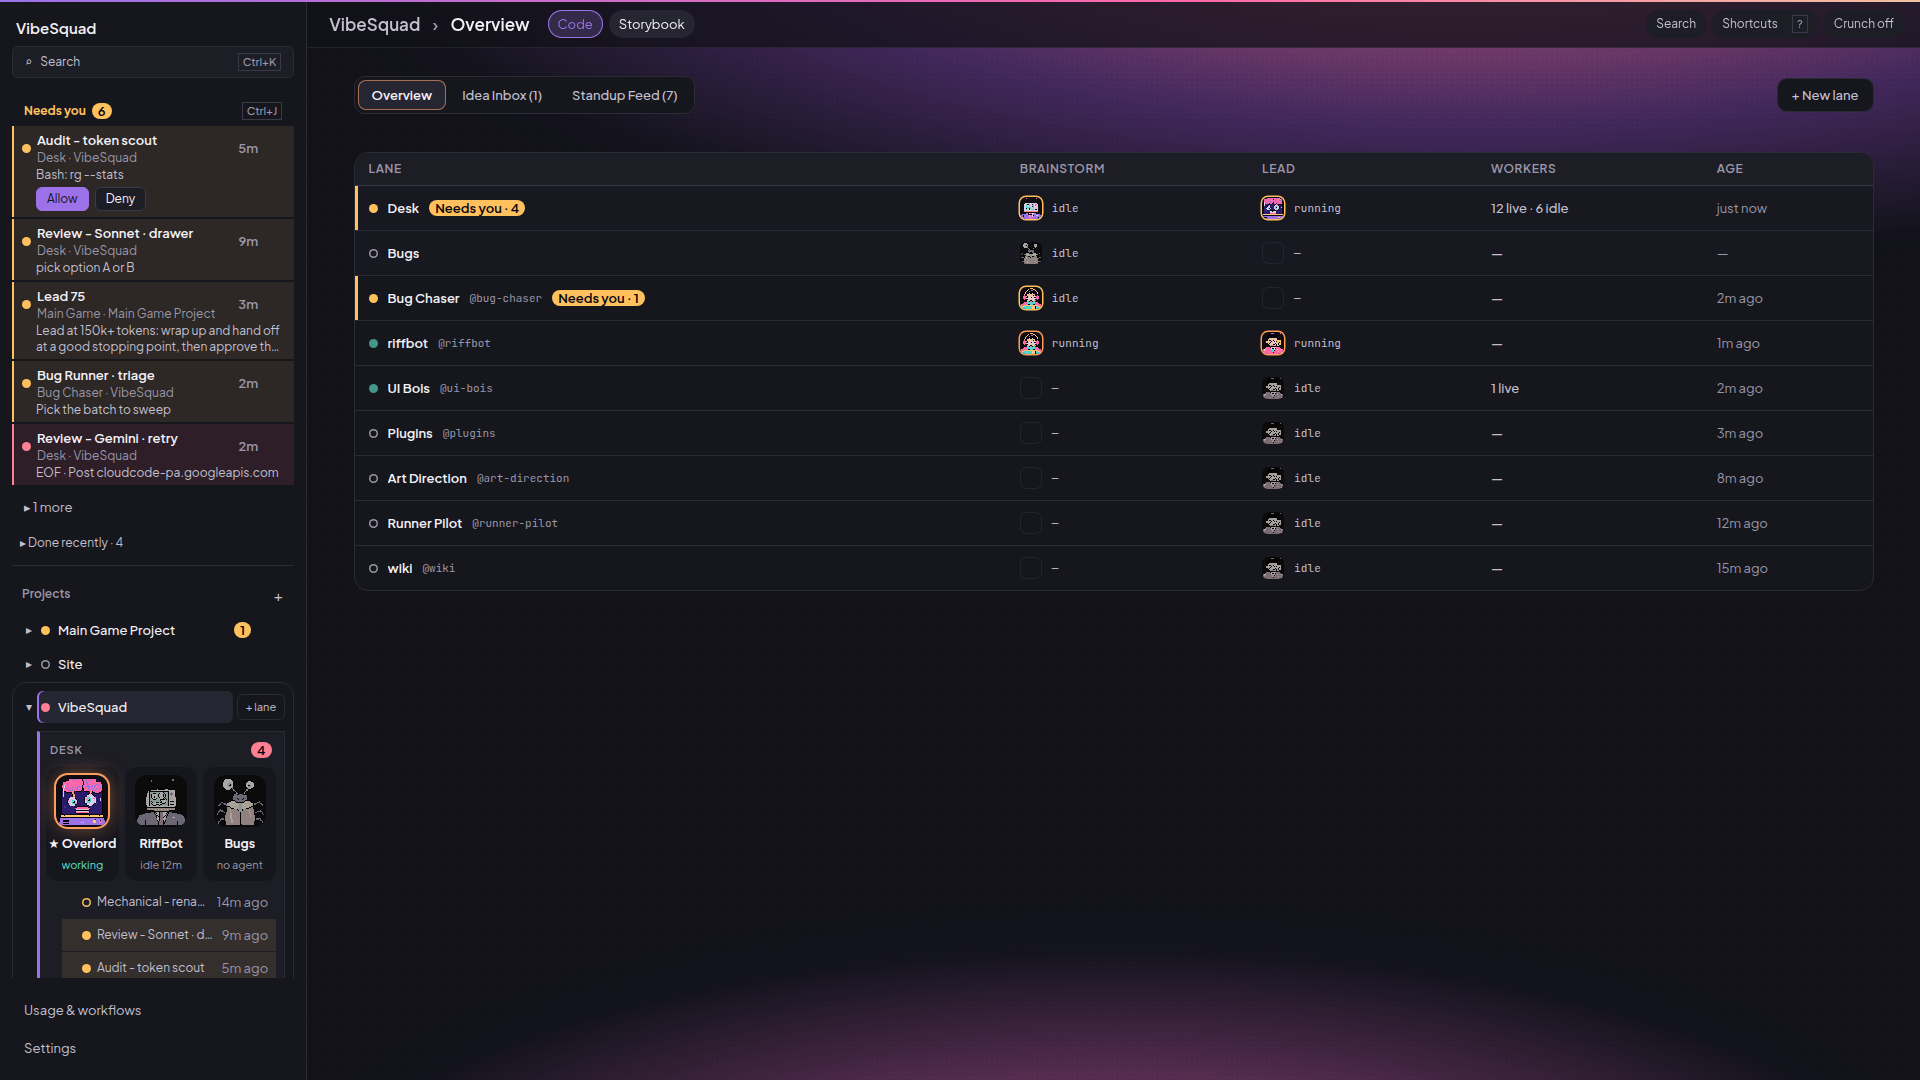 VibeSquad
Search Ctrl+K
Needs you 6 Ctrl+J
Audit - token scout 5m
Desk · VibeSquad
Bash: rg --stats
Allow Deny
Review - Sonnet · drawer 9m
Desk · VibeSquad
pick option A or B
Lead 75 3m
Main Game · Main Game Project
Lead at 150k+ tokens: wrap up and hand off
at a good stopping point, then approve th…
Bug Runner · triage 2m
Bug Chaser · VibeSquad
Pick the batch to sweep
Review - Gemini · retry 2m
Desk · VibeSquad
EOF · Post cloudcode-pa.googleapis.com
▸ 1 more
▸ Done recently · 4
Projects +
▸ Main Game Project 1
▸ Site
▾ VibeSquad + lane
DESK 4
★ Overlord RiffBot Bugs
working idle 12m no agent
Mechanical - rena… 14m ago
Review - Sonnet · d… 9m ago
Audit - token scout 5m ago
Usage & workflows
Settings
VibeSquad › Overview Code Storybook Search Shortcuts ? Crunch off
Overview Idea Inbox (1) Standup Feed (7) + New lane
LANE BRAINSTORM LEAD WORKERS AGE
Desk Needs you · 4 idle running 12 live · 6 idle just now
Bugs idle – — —
Bug Chaser @bug-chaser Needs you · 1 idle – — 2m ago
riffbot @riffbot running running — 1m ago
UI Bois @ui-bois – idle 1 live 2m ago
Plugins @plugins – idle — 3m ago
Art Direction @art-direction – idle — 8m ago
Runner Pilot @runner-pilot – idle — 12m ago
wiki @wiki – idle — 15m ago